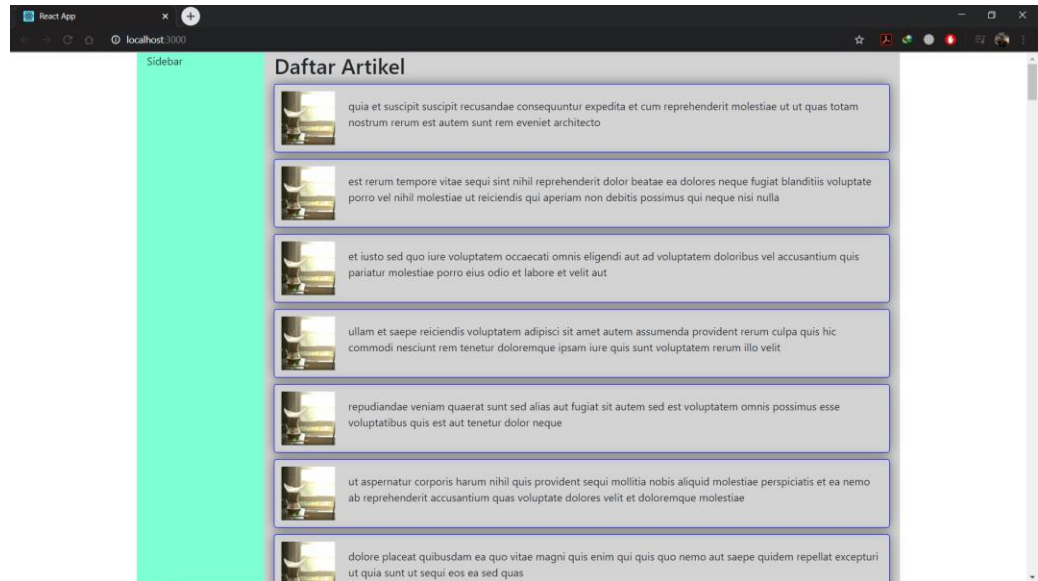 React App
localhost:3000
Sidebar
Daftar Artikel
quia et suscipit suscipit recusandae consequuntur expedita et cum reprehenderit molestiae ut ut quas totam
nostrum rerum est autem sunt rem eveniet architecto
est rerum tempore vitae sequi sint nihil reprehenderit dolor beatae ea dolores neque fugiat blanditiis voluptate
porro vel nihil molestiae ut reiciendis qui aperiam non debitis possimus qui neque nisi nulla
et iusto sed quo iure voluptatem occaecati omnis eligendi aut ad voluptatem doloribus vel accusantium quis
pariatur molestiae porro eius odio et labore et velit aut
ullam et saepe reiciendis voluptatem adipisci sit amet autem assumenda provident rerum culpa quis hic
commodi nesciunt rem tenetur doloremque ipsam iure quis sunt voluptatem rerum illo velit
repudiandae veniam quaerat sunt sed alias aut fugiat sit autem sed est voluptatem omnis possimus esse
voluptatibus quis est aut tenetur dolor neque
ut aspernatur corporis harum nihil quis provident sequi mollitia nobis aliquid molestiae perspiciatis et ea nemo
ab reprehenderit accusantium quas voluptate dolores velit et doloremque molestiae
dolore placeat quibusdam ea quo vitae magni quis enim qui quis quo nemo aut saepe quidem repellat excepturi
ut quia sunt ut sequi eos ea sed quas